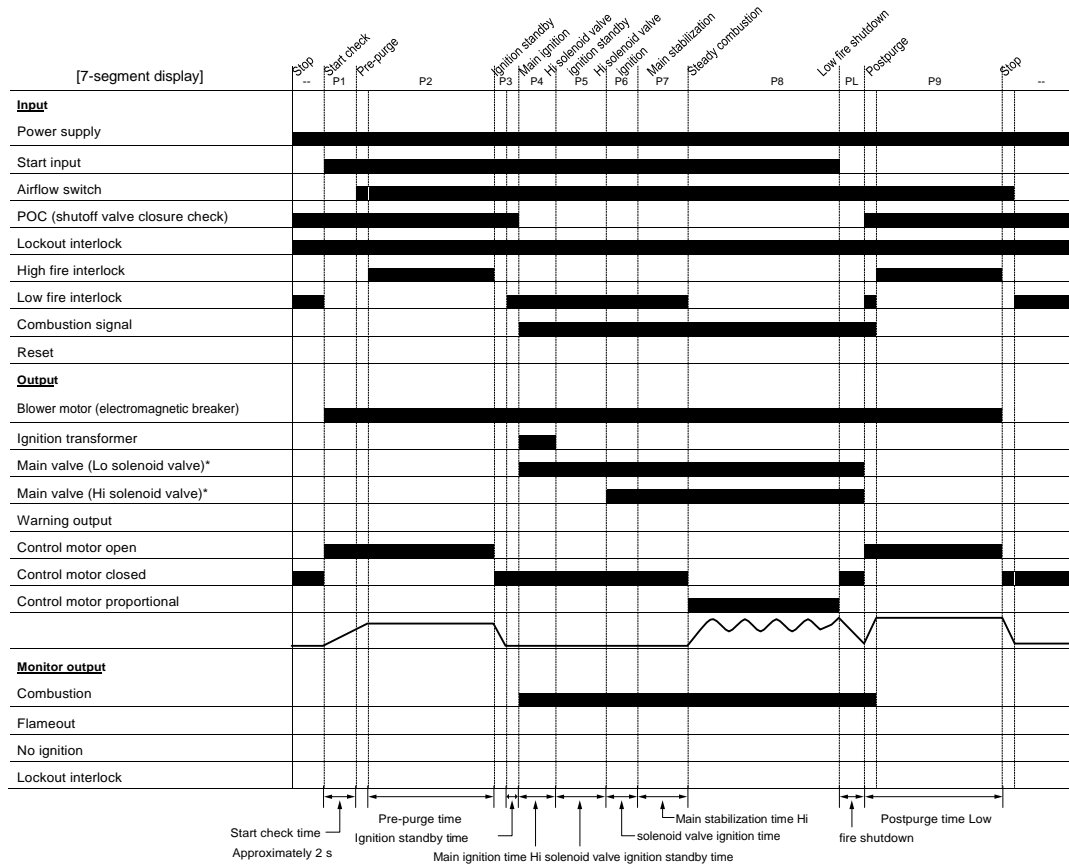 Stop
Start check
Pre-purge
Ignition standby
Main ignition
Hi solenoid valve
ignition standby
Hi solenoid valve
ignition
Main stabilization
Steady combustion
Low fire shutdown
Postpurge
Stop
[7-segment display] -- P1 P2 P3 P4 P5 P6 P7 P8 PL P9 --
Input
Power supply
Start input
Airflow switch
POC (shutoff valve closure check)
Lockout interlock
High fire interlock
Low fire interlock
Combustion signal
Reset
Output
Blower motor (electromagnetic breaker)
Ignition transformer
Main valve (Lo solenoid valve)*
Main valve (Hi solenoid valve)*
Warning output
Control motor open
Control motor closed
Control motor proportional
Monitor output
Combustion
Flameout
No ignition
Lockout interlock
Pre-purge time
Main stabilization time Hi
Postpurge time Low
Start check time
Ignition standby time
solenoid valve ignition time
fire shutdown
Approximately 2 s
Main ignition time Hi solenoid valve ignition standby time